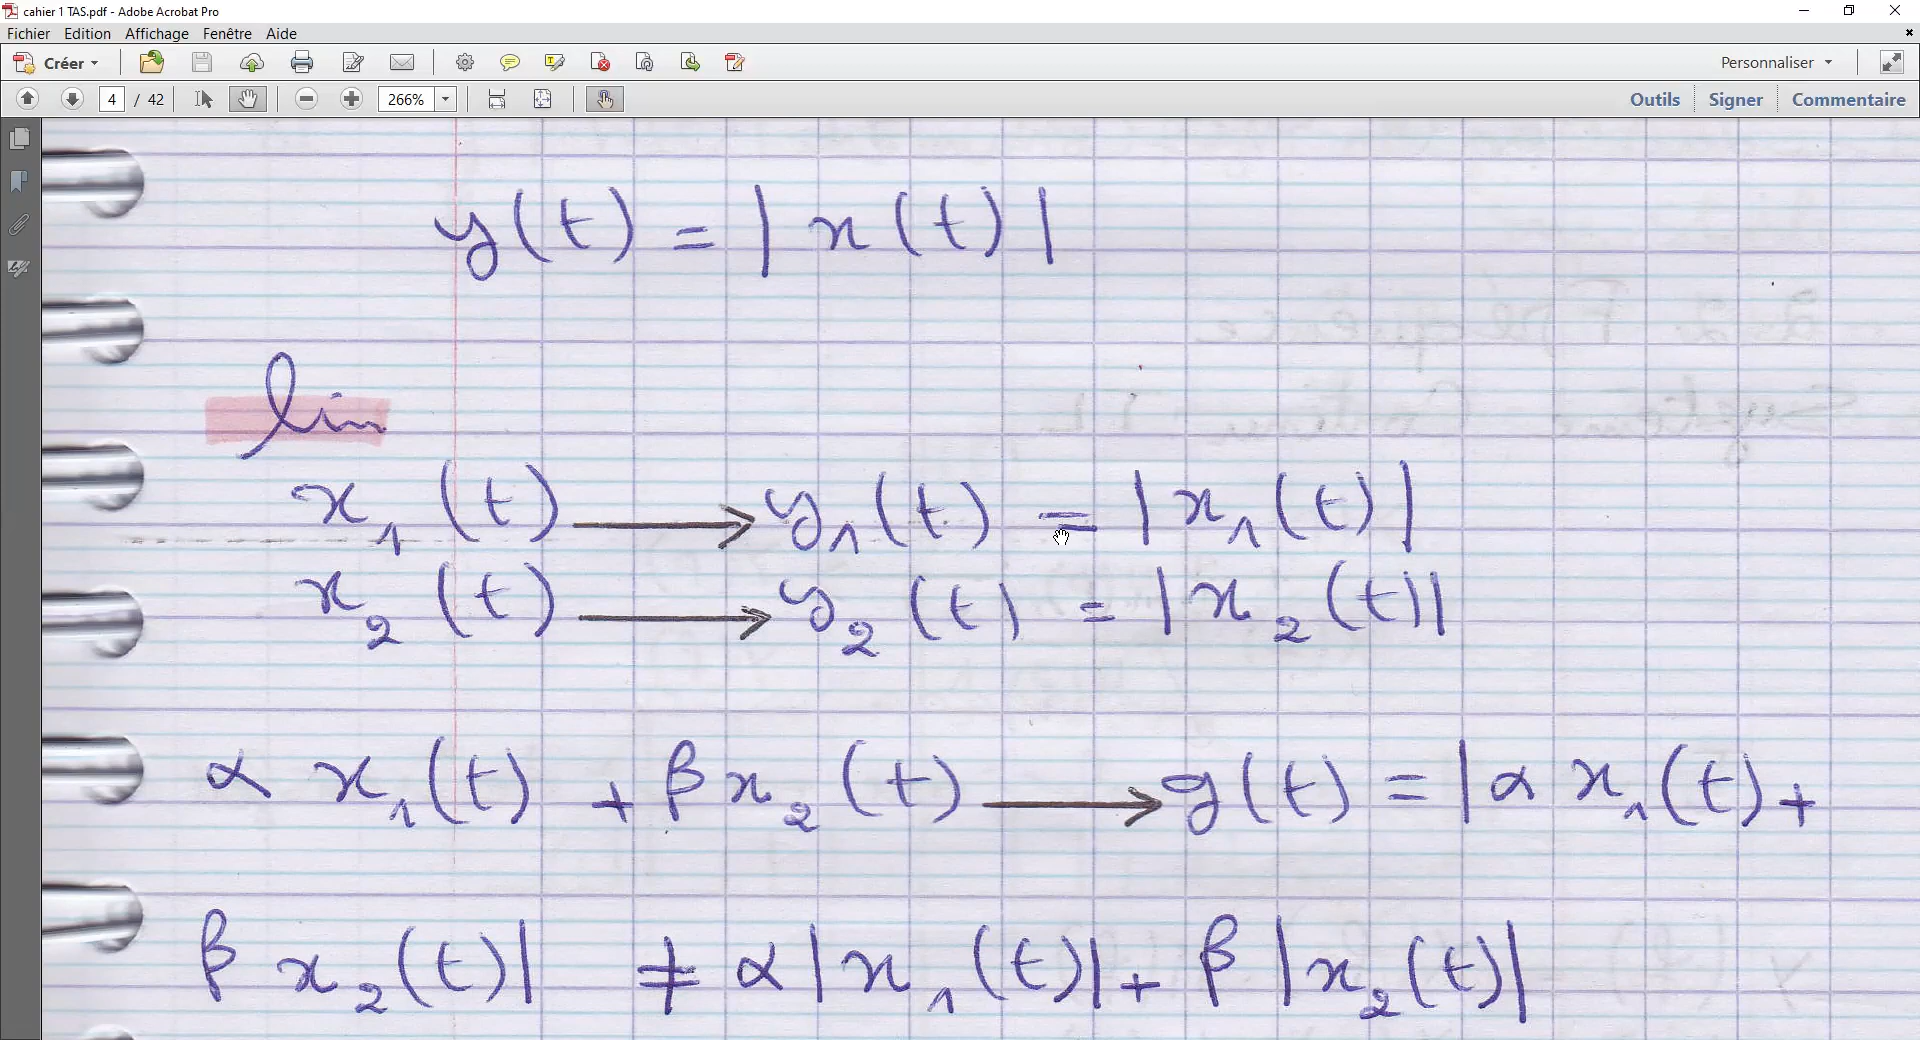 cahier 1 TAS.pdf - Adobe Acrobat Pro
Fichier Edition Affichage Fenêtre Aide
Créer Personnaliser
4 / 42 266% Outils Signer Commentaire
y(t) = |x(t)|
lin
x₁(t) → y₁(t) = |x₁(t)|
x₂(t) → y₂(t) = |x₂(t)|
α x₁(t) + β x₂(t) → y(t) = |α x₁(t) +
β x₂(t)| ≠ α|x₁(t)| + β|x₂(t)|